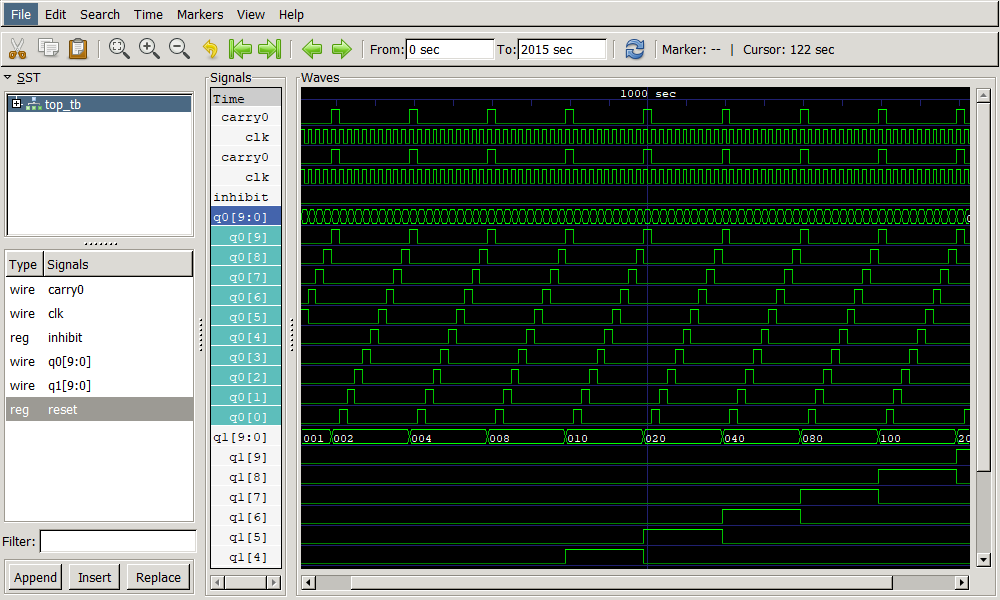 File Edit Search Time Markers View Help
From: 0 sec To: 2015 sec Marker: -- | Cursor: 122 sec
SST
top_tb
Type Signals
wire carry0
wire clk
reg inhibit
wire q0[9:0]
wire q1[9:0]
reg reset
Filter:
Append Insert Replace
Signals
Time
carry0
clk
carry0
clk
inhibit
q0[9:0]
q0[9]
q0[8]
q0[7]
q0[6]
q0[5]
q0[4]
q0[3]
q0[2]
q0[1]
q0[0]
q1[9:0]
q1[9]
q1[8]
q1[7]
q1[6]
q1[5]
q1[4]
Waves
1000 sec
001 002 004 008 010 020 040 080 100 20